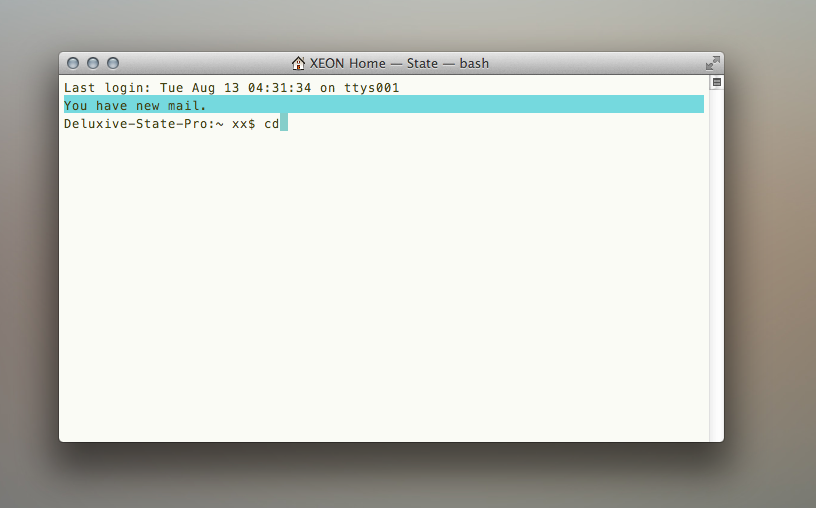 XEON Home — State — bash
Last login: Tue Aug 13 04:31:34 on ttys001
You have new mail.
Deluxive-State-Pro:~ xx$ cd